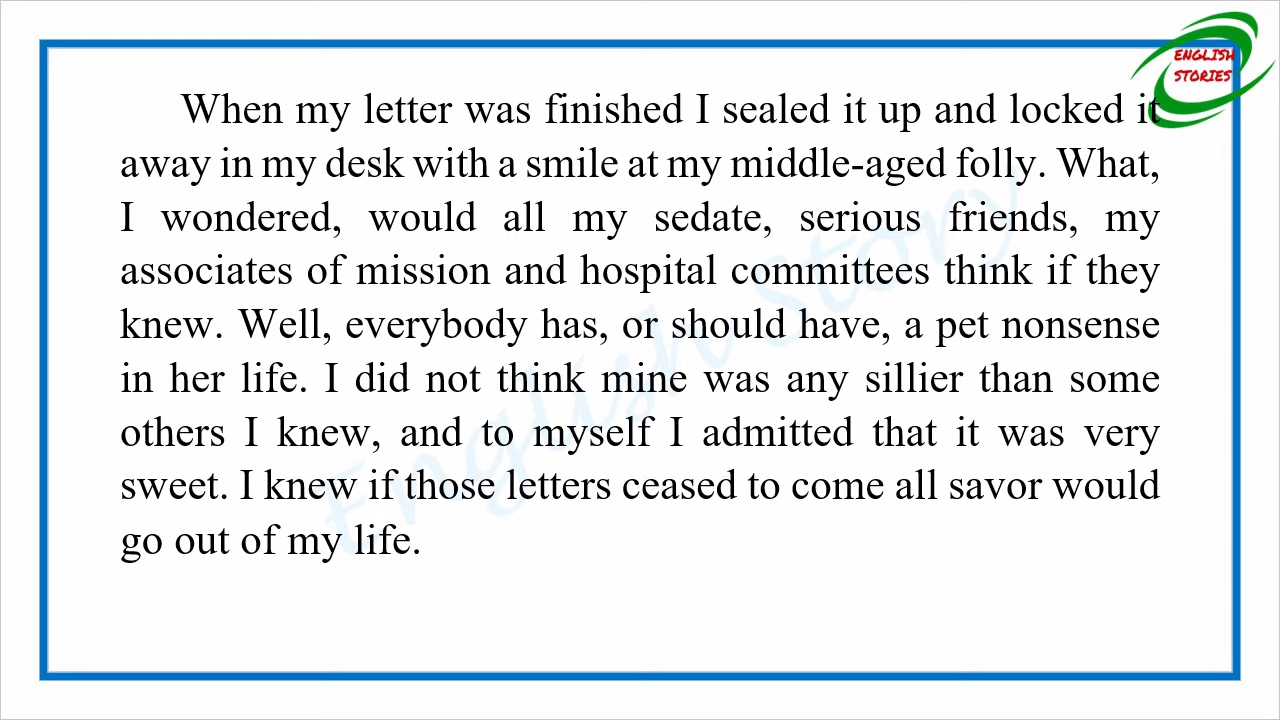 ENGLISH
STORIES
When my letter was finished I sealed it up and locked it
away in my desk with a smile at my middle-aged folly. What,
I wondered, would all my sedate, serious friends, my
associates of mission and hospital committees think if they
knew. Well, everybody has, or should have, a pet nonsense
in her life. I did not think mine was any sillier than some
others I knew, and to myself I admitted that it was very
sweet. I knew if those letters ceased to come all savor would
go out of my life.
English Story